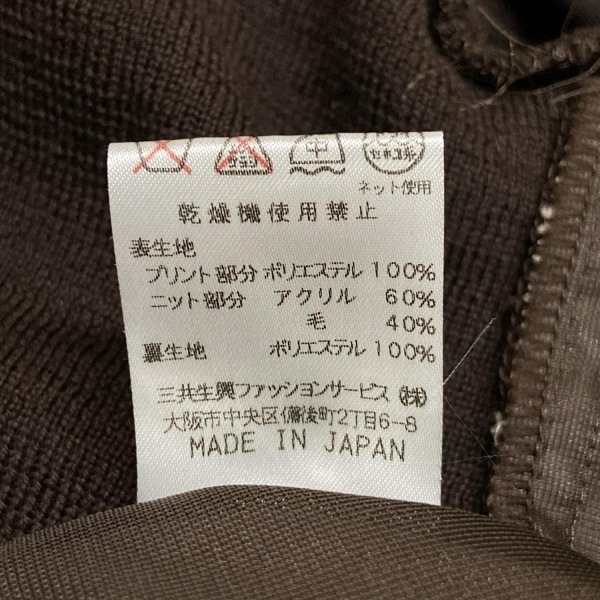 中
ネット使用
乾燥機使用禁止
表生地
プリント部分 ポリエステル 100%
ニット部分 アクリル 60%
毛 40%
裏生地 ポリエステル 100%
三共生興ファッションサービス㈱
大阪市中央区備後町2丁目6-8
MADE IN JAPAN